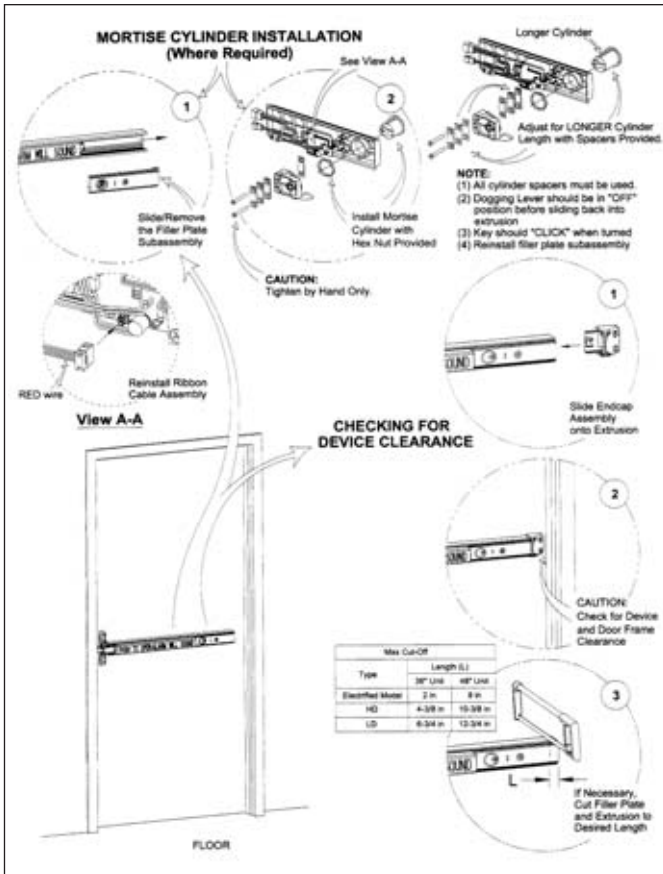 MORTISE CYLINDER INSTALLATION
(Where Required)
See View A-A
1
2
WILL SOUND
Slide/Remove
the Filler Plate
Subassembly
Install Mortise
Cylinder with
Hex Nut Provided
CAUTION:
Tighten by Hand Only.
Longer Cylinder
Adjust for LONGER Cylinder
Length with Spacers Provided.
NOTE:
(1) All cylinder spacers must be used.
(2) Dogging Lever should be in "OFF"
position before sliding back into
extrusion
(3) Key should "CLICK" when turned
(4) Reinstall filler plate subassembly
RED wire
Reinstall Ribbon
Cable Assembly
View A-A
CHECKING FOR
DEVICE CLEARANCE
1
SOUND
Slide Endcap
Assembly
onto Extrusion
2
SOUND
CAUTION:
Check for Device
and Door Frame
Clearance
Max Cut-Off
Type
Length (L)
36" Unit 48" Unit
Electrified Model 2 in 8 in
HD 4-3/8 in 10-3/8 in
LD 6-3/4 in 12-3/4 in
3
SOUND
L
If Necessary,
Cut Filler Plate
and Extrusion to
Desired Length
FLOOR